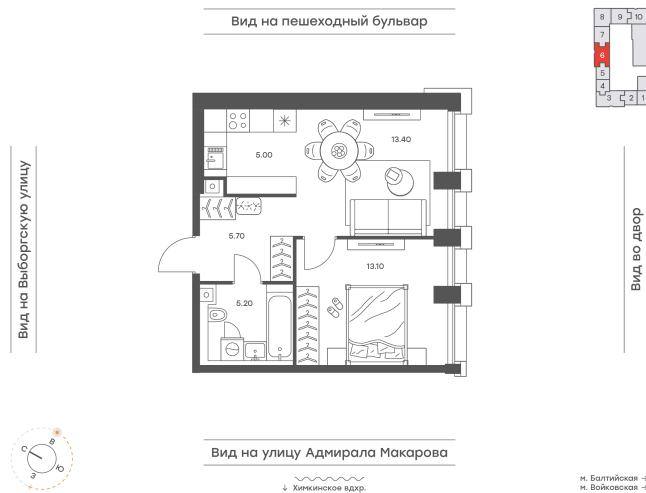 Вид на пешеходный бульвар
8 9 10
7
6
5
4
3 2 1
Вид на Выборгскую улицу
Вид во двор
5.00
13.40
5.70
13.10
5.20
С В
З Ю
Вид на улицу Адмирала Макарова
↓ Химкинское вдхр.
м. Балтийская
м. Войковская